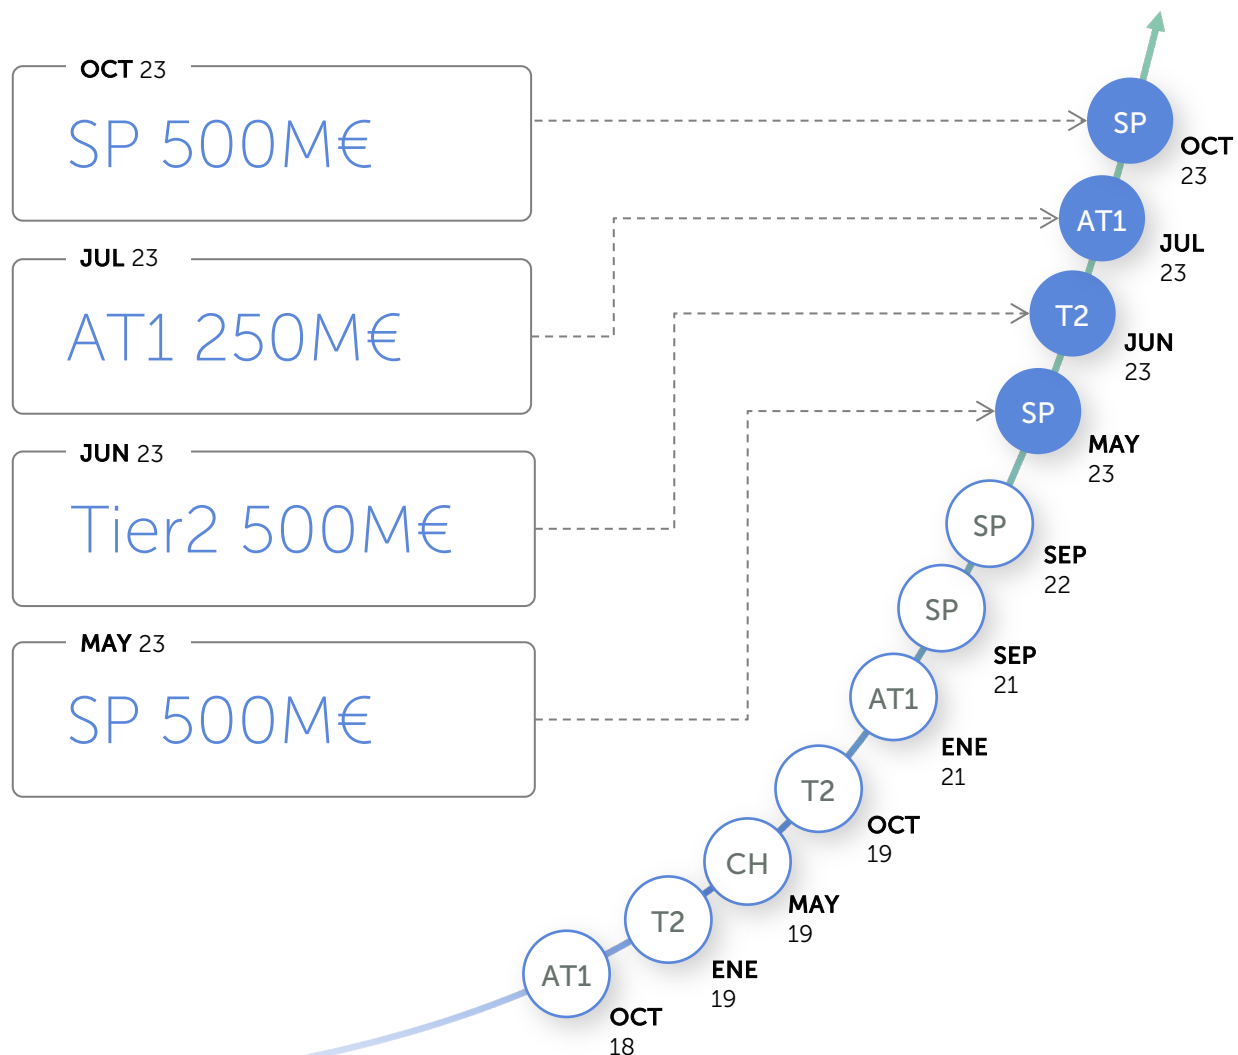 OCT 23
SP 500M€
JUL 23
AT1 250M€
JUN 23
Tier2 500M€
MAY 23
SP 500M€
SP
OCT
23
AT1
JUL
23
T2
JUN
23
SP
MAY
23
SP
SEP
22
SP
SEP
21
AT1
ENE
21
T2
OCT
19
CH
MAY
19
T2
ENE
19
AT1
OCT
18